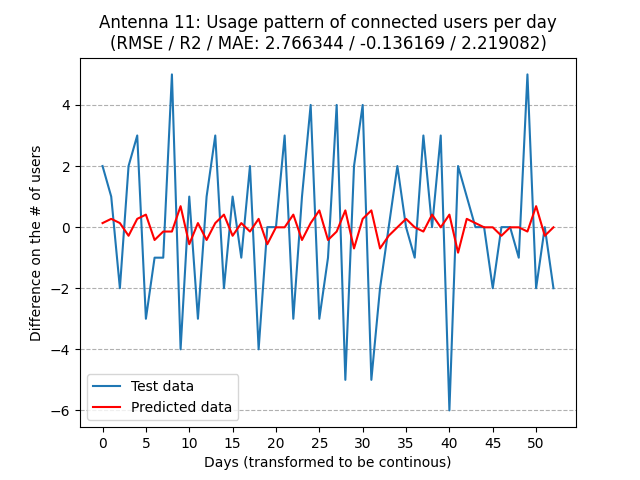 Antenna 11: Usage pattern of connected users per day
(RMSE / R2 / MAE: 2.766344 / -0.136169 / 2.219082)
Difference on the # of users
4
2
0
−2
−4
−6
Test data
Predicted data
0 5 10 15 20 25 30 35 40 45 50
Days (transformed to be continous)